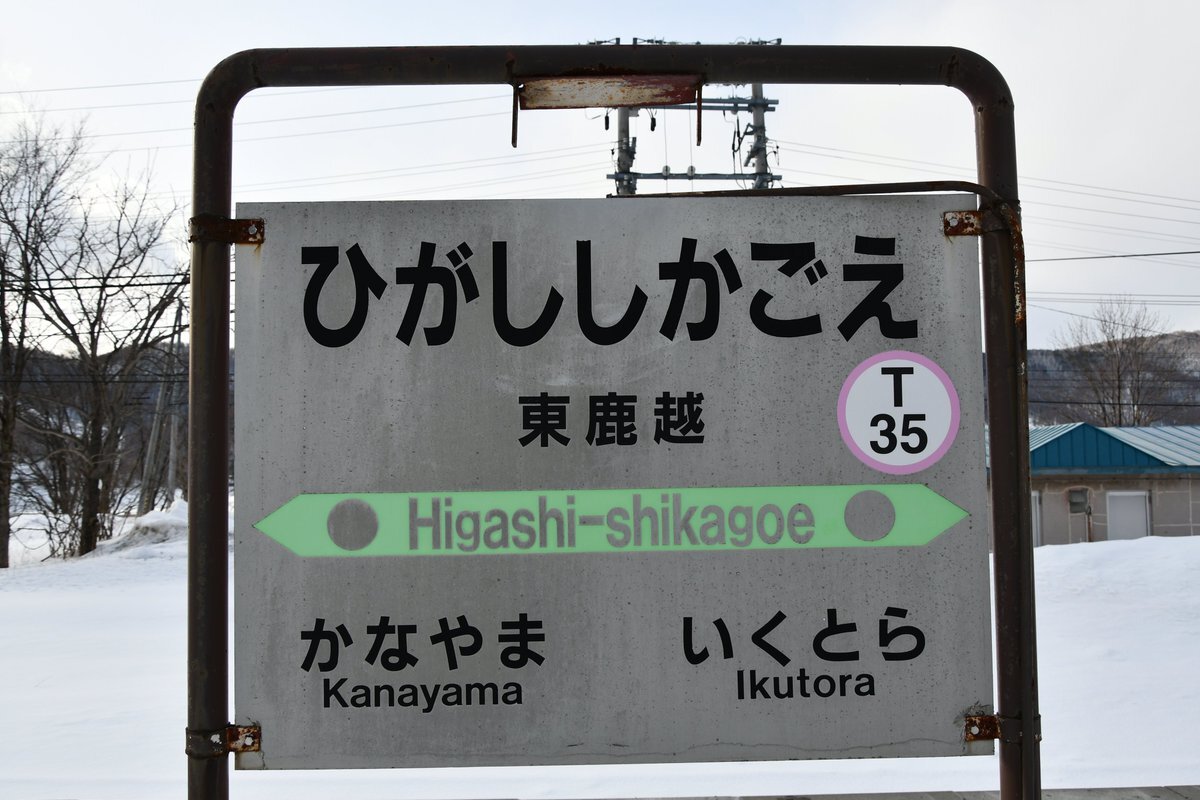 ひがししかごえ
東鹿越
T
35
Higashi-shikagoe
かなやま
Kanayama
いくとら
Ikutora